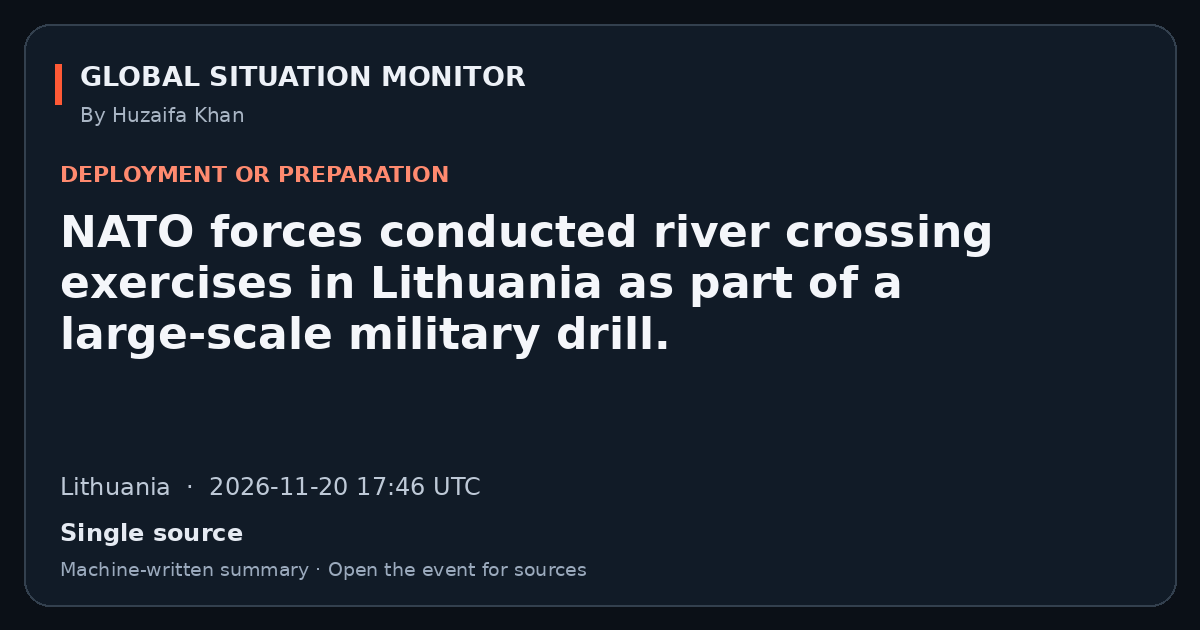 GLOBAL SITUATION MONITOR
By Huzaifa Khan
DEPLOYMENT OR PREPARATION
NATO forces conducted river crossing
exercises in Lithuania as part of a
large-scale military drill.
Lithuania · 2026-11-20 17:46 UTC
Single source
Machine-written summary · Open the event for sources